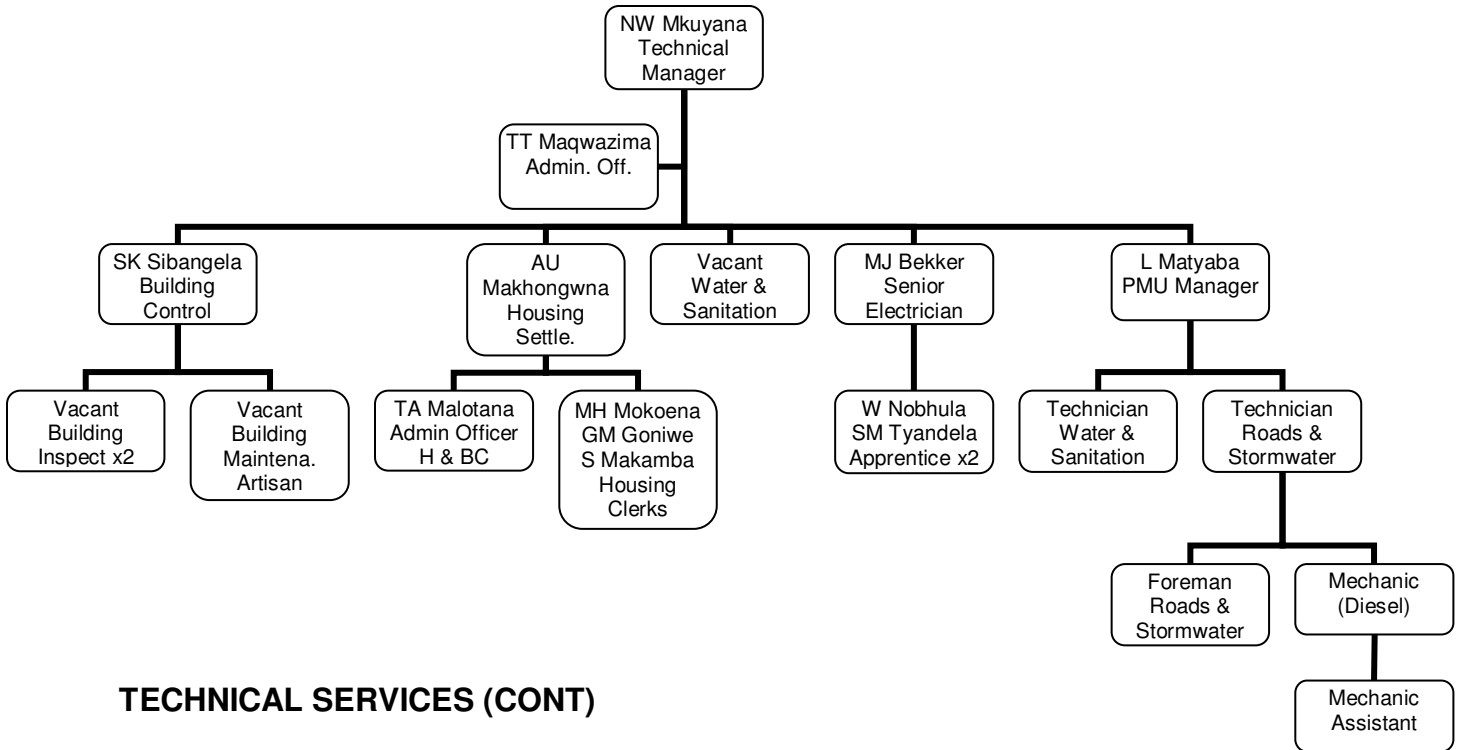 NW Mkuyana
Technical
Manager
TT Maqwazima
Admin. Off.
SK Sibangela
Building
Control
AU
Makhongwna
Housing
Settle.
Vacant
Water &
Sanitation
MJ Bekker
Senior
Electrician
L Matyaba
PMU Manager
Vacant
Building
Inspect x2
Vacant
Building
Maintena.
Artisan
TA Malotana
Admin Officer
H & BC
MH Mokoena
GM Goniwe
S Makamba
Housing
Clerks
W Nobhula
SM Tyandela
Apprentice x2
Technician
Water &
Sanitation
Technician
Roads &
Stormwater
Foreman
Roads &
Stormwater
Mechanic
(Diesel)
Mechanic
Assistant
TECHNICAL SERVICES (CONT)